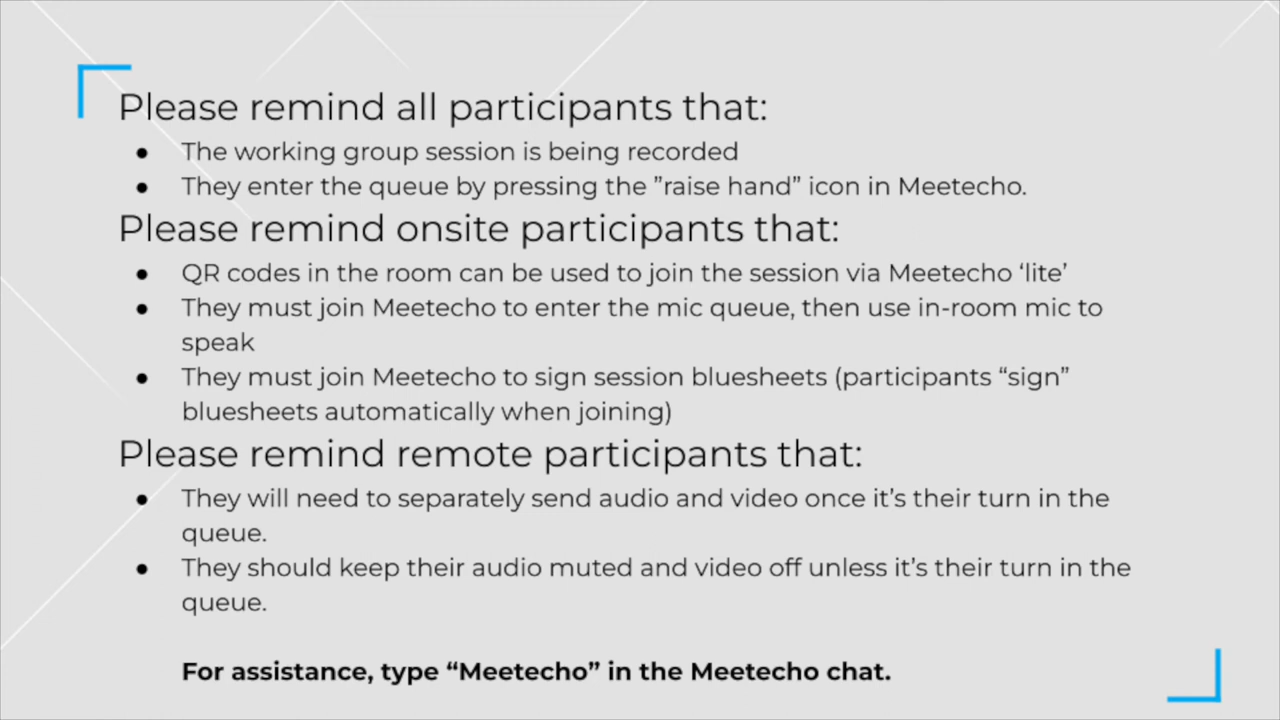 Please remind all participants that:
● The working group session is being recorded
● They enter the queue by pressing the ”raise hand” icon in Meetecho.
Please remind onsite participants that:
● QR codes in the room can be used to join the session via Meetecho ‘lite’
● They must join Meetecho to enter the mic queue, then use in-room mic to
speak
● They must join Meetecho to sign session bluesheets (participants “sign”
bluesheets automatically when joining)
Please remind remote participants that:
● They will need to separately send audio and video once it’s their turn in the
queue.
● They should keep their audio muted and video off unless it’s their turn in the
queue.
For assistance, type “Meetecho” in the Meetecho chat.